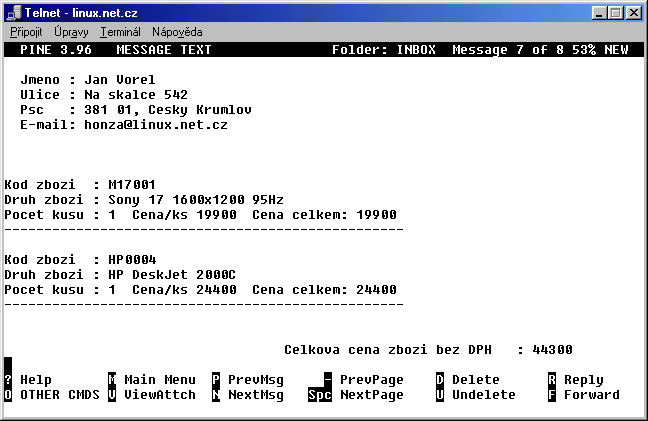 Telnet - linux.net.cz
Připojit Úpravy Terminál Nápověda
PINE 3.96 MESSAGE TEXT Folder: INBOX Message 7 of 8 53% NEW
Jmeno : Jan Vorel
Ulice : Na skalce 542
Psc : 381 01, Cesky Krumlov
E-mail: honza@linux.net.cz
Kod zbozi : M17001
Druh zbozi : Sony 17 1600x1200 95Hz
Pocet kusu : 1 Cena/ks 19900 Cena celkem: 19900
--------------------------------------------------
Kod zbozi : HP0004
Druh zbozi : HP DeskJet 2000C
Pocet kusu : 1 Cena/ks 24400 Cena celkem: 24400
--------------------------------------------------
Celkova cena zbozi bez DPH : 44300
? Help M Main Menu P PrevMsg - PrevPage D Delete R Reply
O OTHER CMDS V ViewAttch N NextMsg Spc NextPage U Undelete F Forward